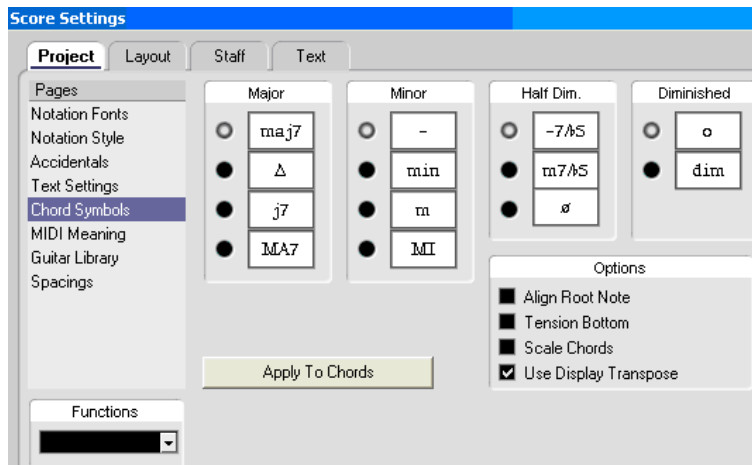 Score Settings
Project Layout Staff Text
Pages
Notation Fonts
Notation Style
Accidentals
Text Settings
Chord Symbols
MIDI Meaning
Guitar Library
Spacings
Functions
Major
maj7
Δ
j7
MA7
Minor
-
min
m
MI
Half Dim.
-7/b5
m7/b5
ø
Diminished
o
dim
Options
Align Root Note
Tension Bottom
Scale Chords
Use Display Transpose
Apply To Chords